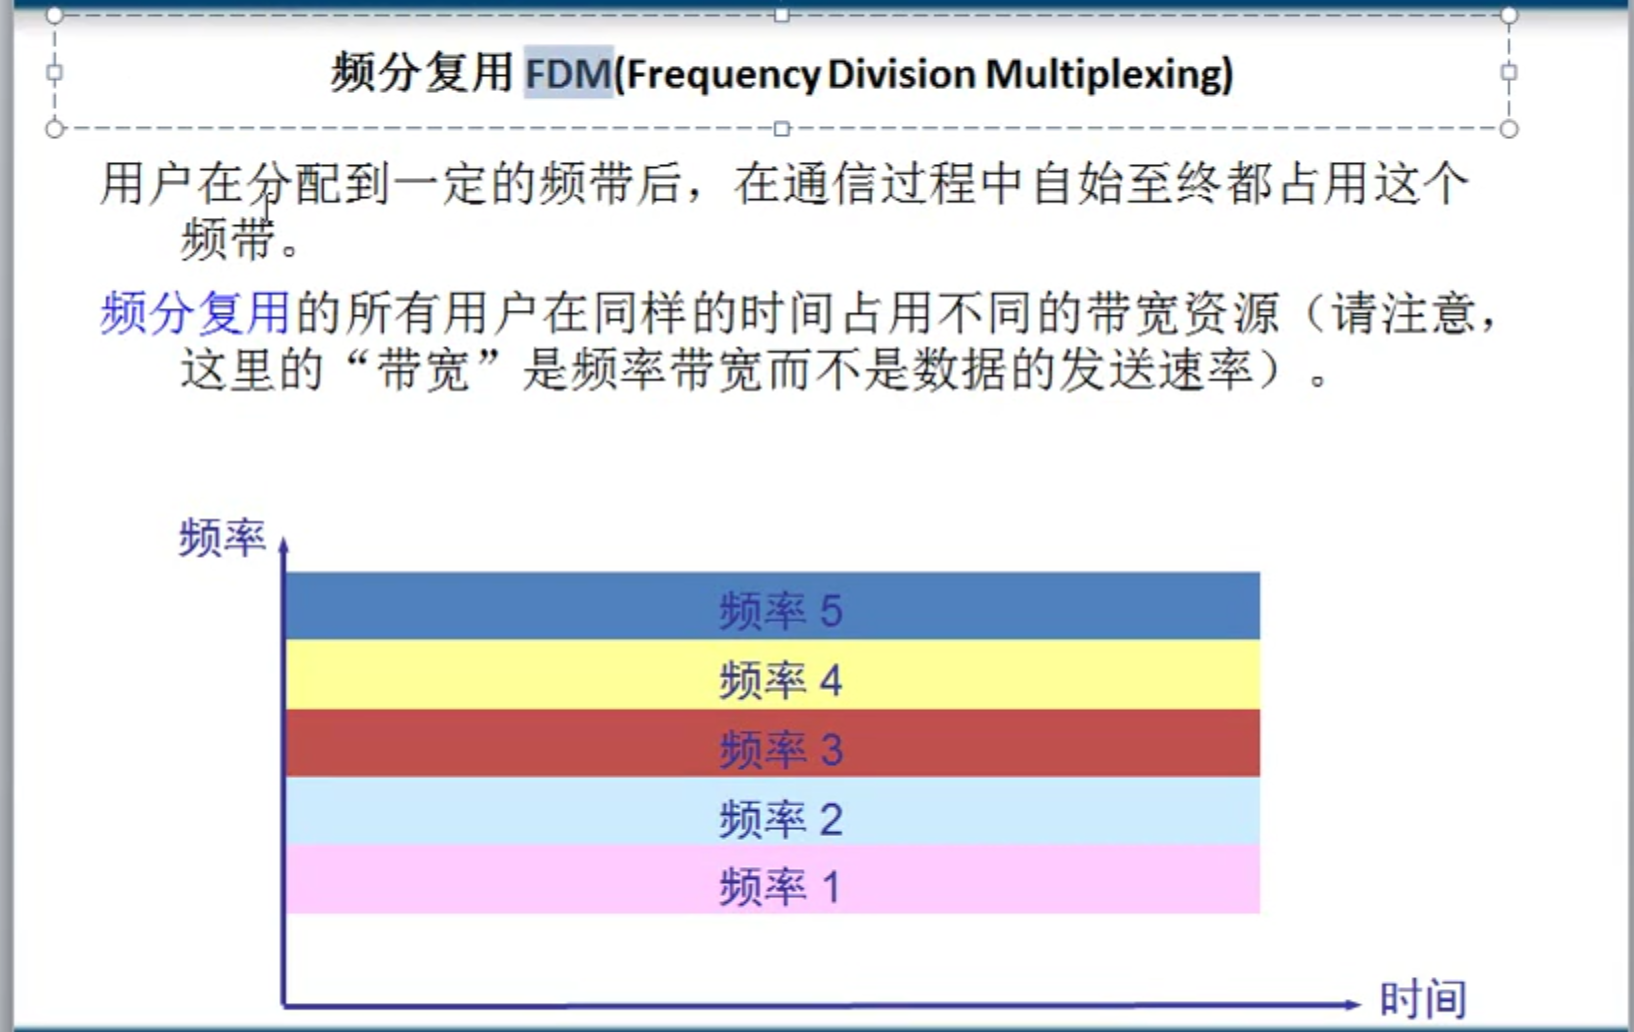 频分复用 FDM(Frequency Division Multiplexing)
用户在分配到一定的频带后，在通信过程中自始至终都占用这个
频带。
频分复用的所有用户在同样的时间占用不同的带宽资源（请注意，
这里的“带宽”是频率带宽而不是数据的发送速率）。
频率
频率 5
频率 4
频率 3
频率 2
频率 1
时间